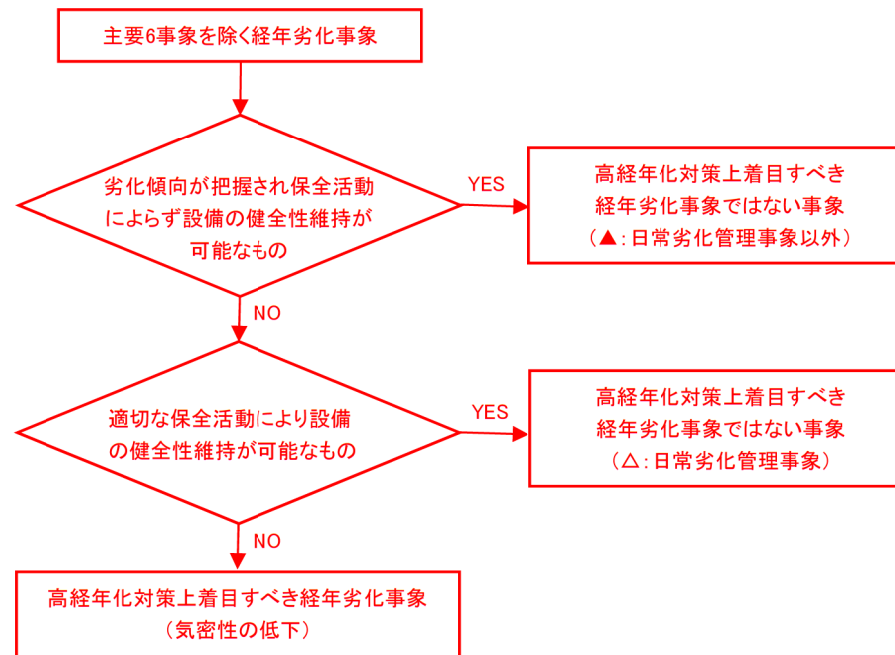 主要6事象を除く経年劣化事象
劣化傾向が把握され保全活動
によらず設備の健全性維持が
可能なもの
YES
高経年化対策上着目すべき
経年劣化事象ではない事象
(▲:日常劣化管理事象以外)
NO
適切な保全活動により設備
の健全性維持が可能なもの
YES
高経年化対策上着目すべき
経年劣化事象ではない事象
(△:日常劣化管理事象)
NO
高経年化対策上着目すべき経年劣化事象
(気密性の低下)